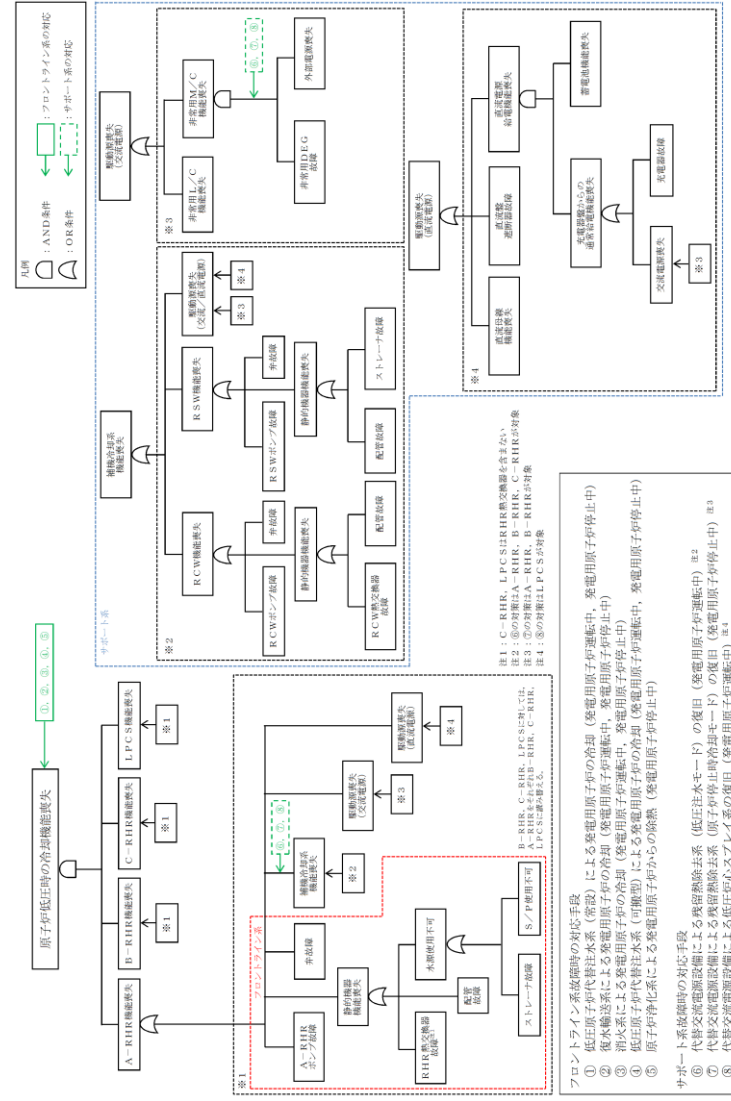 凡例
：AND条件
：OR条件
：フロントライン系の対応
：サポート系の対応
原子炉低圧時の冷却機能喪失
①, ②, ③, ④, ⑤
A－RHR機能喪失
B－RHR機能喪失
C－RHR機能喪失
LPCS機能喪失
※1
※1
※1
※1
フロントライン系
A－RHR
ポンプ故障
弁故障
静的機器
機能喪失
RHR熱交換器
故障注1
配管
故障
水源使用不可
ストレーナ故障
S／P使用不可
⑥, ⑦, ⑧
補機冷却系
機能喪失
※2
駆動源喪失
(交流電源)
※3
駆動源喪失
(直流電源)
※4
B－RHR, C－RHR, LPCSに対しては,
A－RHRをそれぞれB－RHR, C－RHR,
LPCSに読み替える。
サポート系
補機冷却系
機能喪失
※2
RCW機能喪失
RCWポンプ故障
弁故障
静的機器機能喪失
RCW熱交換器
故障
配管故障
RSW機能喪失
RSWポンプ故障
弁故障
静的機器機能喪失
配管故障
ストレーナ故障
駆動源喪失
(交流／直流電源)
※3
※4
駆動源喪失
(交流電源)
※3
非常用L／C
機能喪失
非常用M／C
機能喪失
⑥, ⑦, ⑧
非常用DEG
故障
外部電源喪失
駆動源喪失
(直流電源)
※4
直流母線
機能喪失
直流盤
遮断器故障
直流電源
給電機能喪失
充電器盤からの
通常給電機能喪失
蓄電池機能喪失
交流電源喪失
充電器故障
※3
注1：C－RHR, LPCSはRHR熱交換器を含まない
注2：⑥の対策はA－RHR, B－RHR, C－RHRが対象
注3：⑦の対策はA－RHR, B－RHRが対象
注4：⑧の対策はLPCSが対象
フロントライン系故障時の対応手段
① 低圧原子炉代替注水系（常設）による発電用原子炉の冷却（発電用原子炉運転中, 発電用原子炉停止中）
② 復水輸送系による発電用原子炉の冷却（発電用原子炉運転中, 発電用原子炉停止中）
③ 消火系による発電用原子炉の冷却（発電用原子炉運転中, 発電用原子炉停止中）
④ 低圧原子炉代替注水系（可搬型）による発電用原子炉の冷却（発電用原子炉運転中, 発電用原子炉停止中）
⑤ 原子炉浄化系による発電用原子炉からの除熱（発電用原子炉停止中）
サポート系故障時の対応手段
⑥ 代替交流電源設備による残留熱除去系（低圧注水モード）の復旧（発電用原子炉運転中）注2
⑦ 代替交流電源設備による残留熱除去系（原子炉停止時冷却モード）の復旧（発電用原子炉停止中）注3
⑧ 代替交流電源設備による低圧炉心スプレイ系の復旧（発電用原子炉運転中）注4